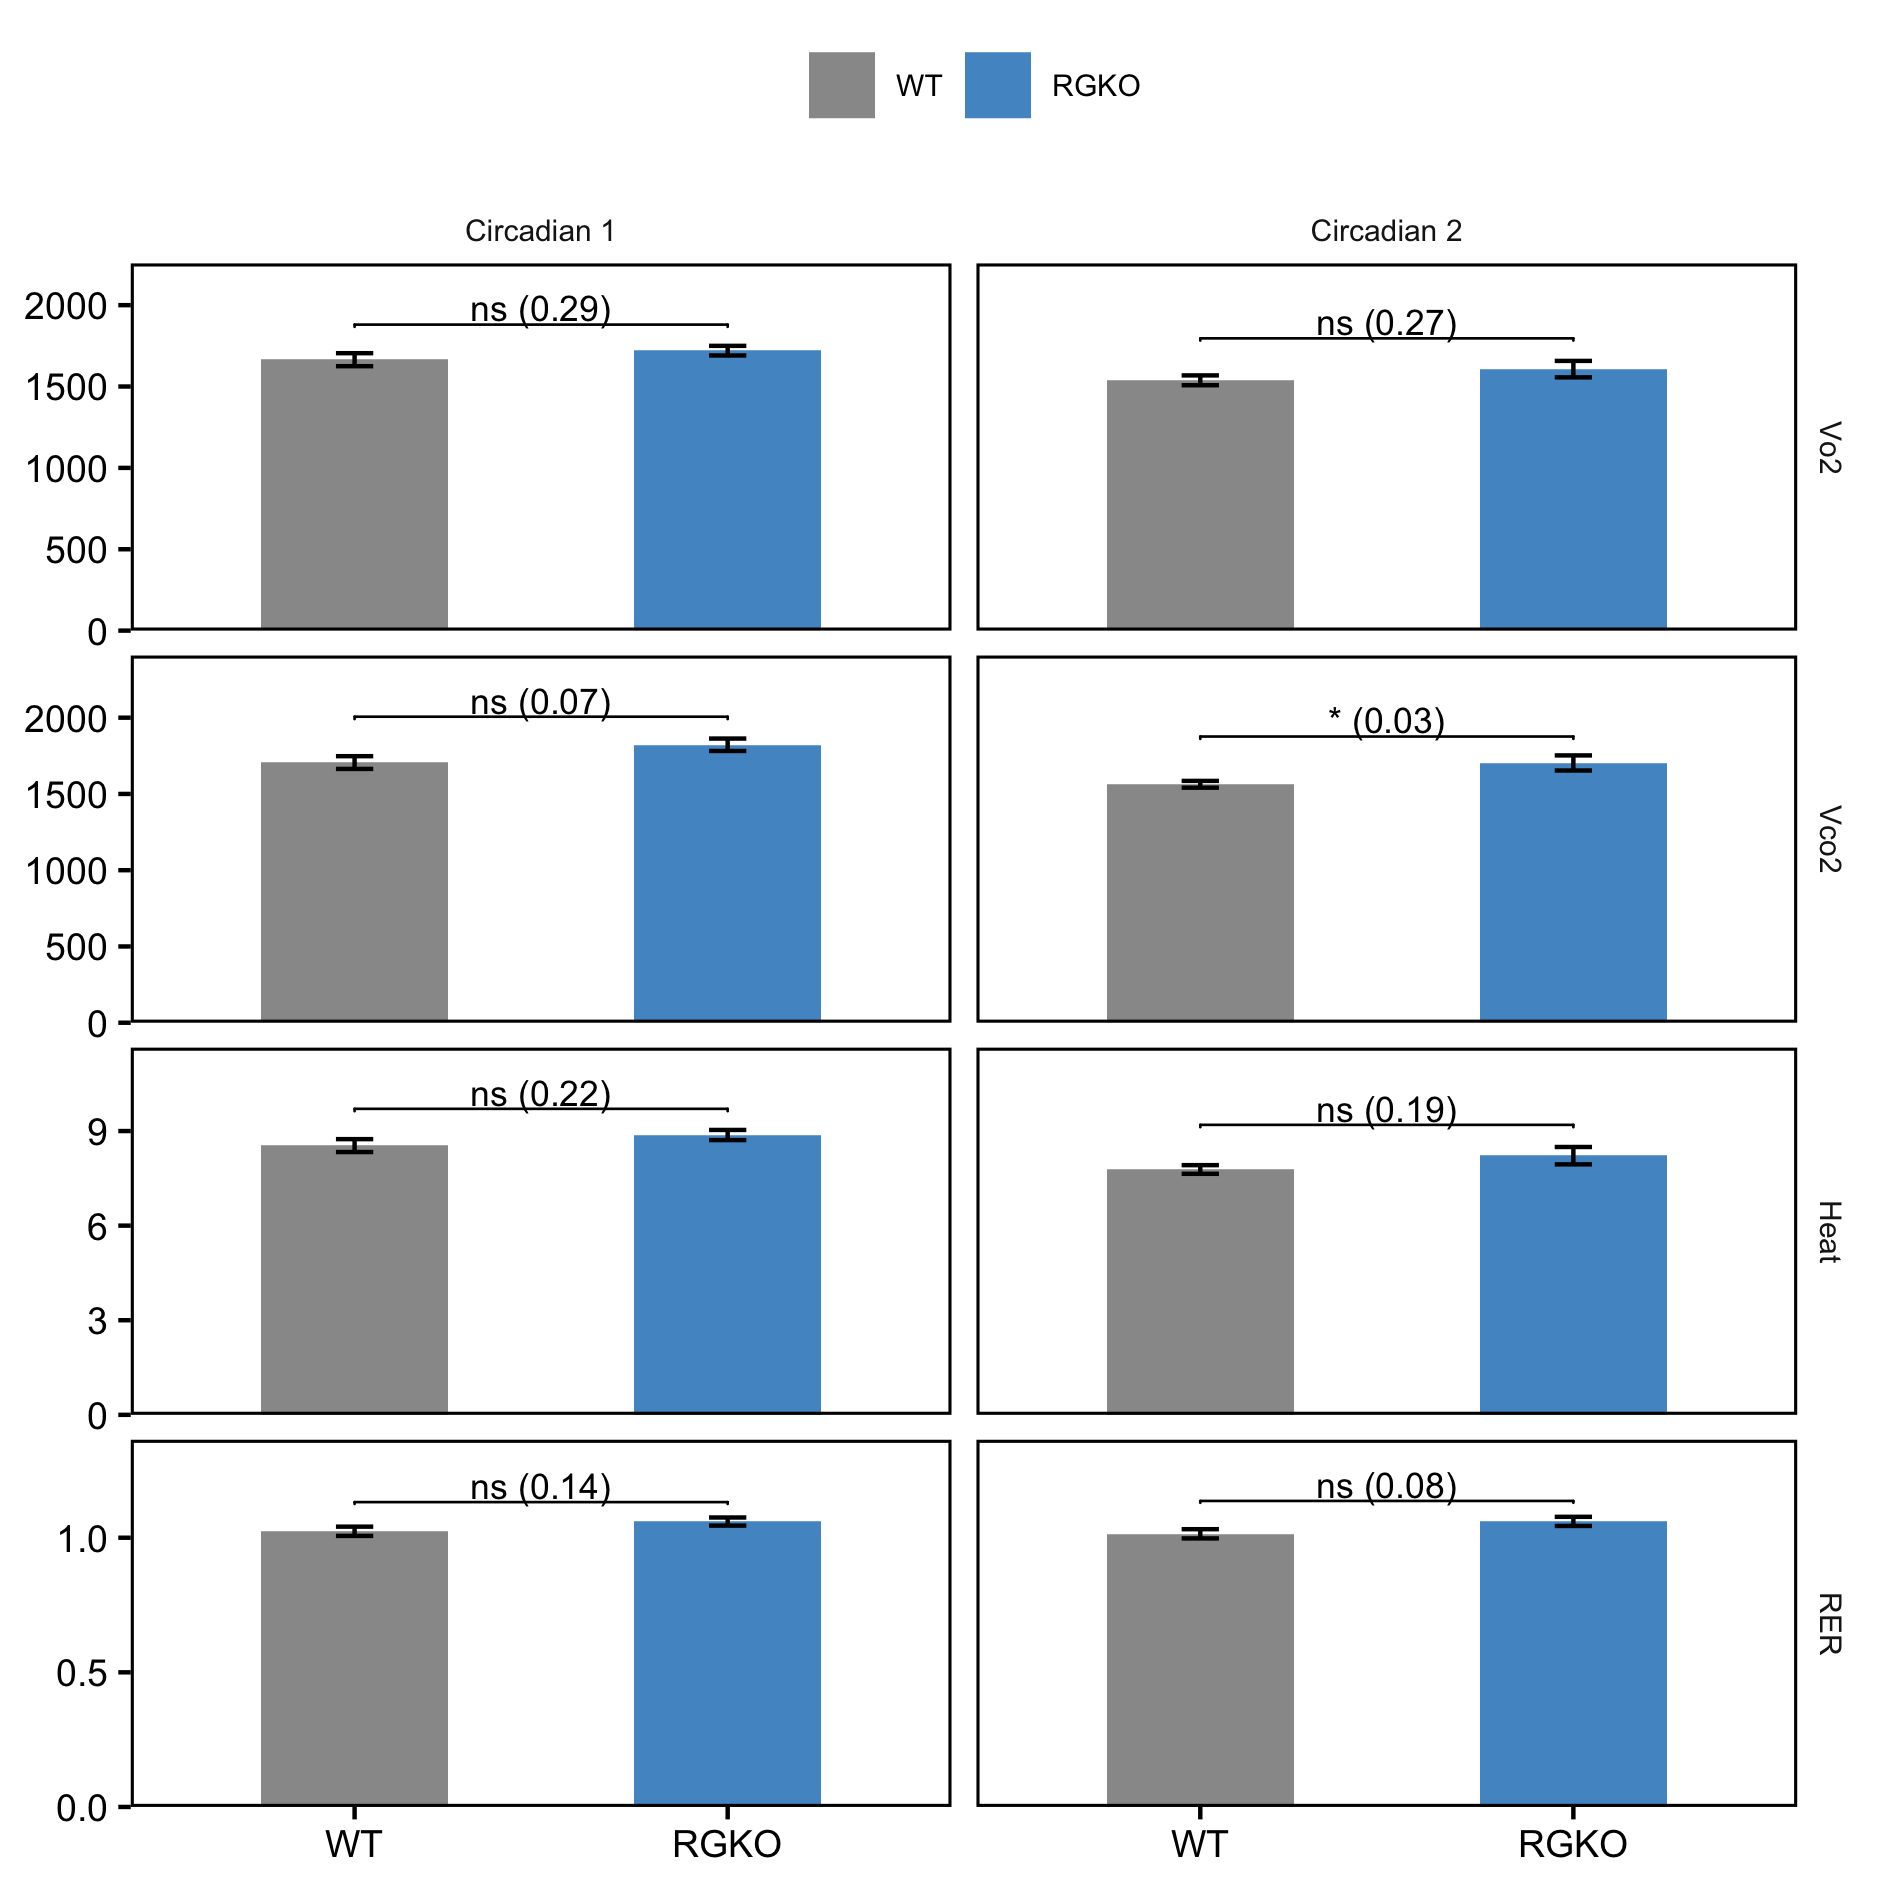 WT RGKO
Circadian 1 Circadian 2
2000
1500
1000
500
0
ns (0.29) ns (0.27)
Vo2
2000
1500
1000
500
0
ns (0.07) * (0.03)
Vco2
9
6
3
0
ns (0.22) ns (0.19)
Heat
1.0
0.5
0.0
ns (0.14) ns (0.08)
RER
WT RGKO WT RGKO